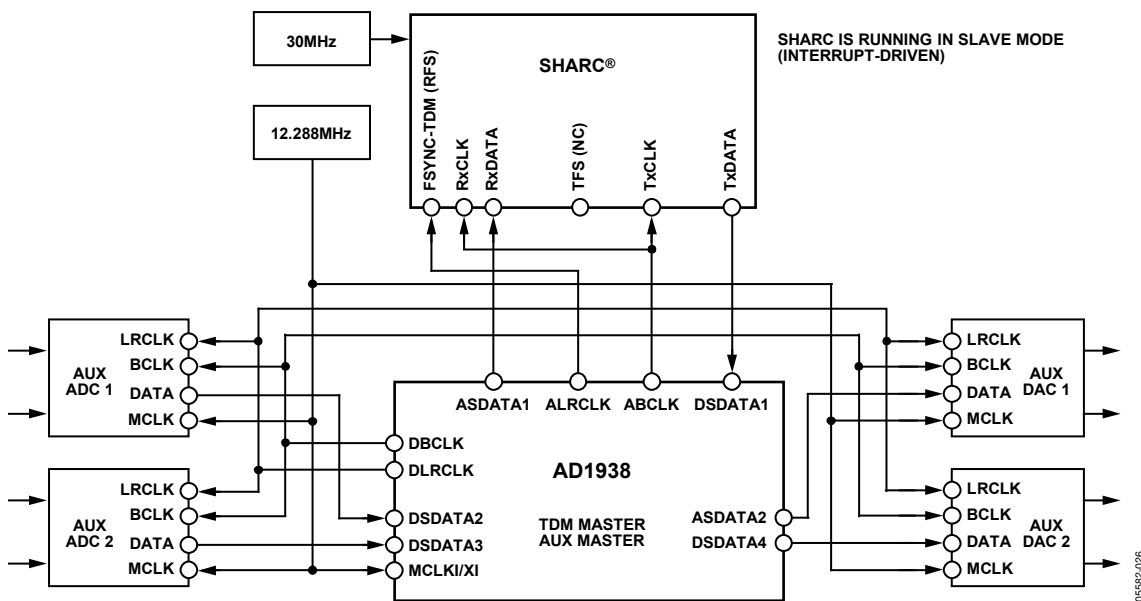 30MHz
SHARC®
SHARC IS RUNNING IN SLAVE MODE
(INTERRUPT-DRIVEN)
12.288MHz
FSYNC-TDM (RFS)
RxCLK
RxDATA
TFS (NC)
TxCLK
TxDATA
AUX
ADC 1
LRCLK
BCLK
DATA
MCLK
AUX
ADC 2
LRCLK
BCLK
DATA
MCLK
ASDATA1
ALRCLK
ABCLK
DSDATA1
DBCLK
DLRCLK
DSDATA2
DSDATA3
MCLKI/XI
AD1938
TDM MASTER
AUX MASTER
ASDATA2
DSDATA4
LRCLK
BCLK
DATA
MCLK
AUX
DAC 1
LRCLK
BCLK
DATA
MCLK
AUX
DAC 2
05582-026